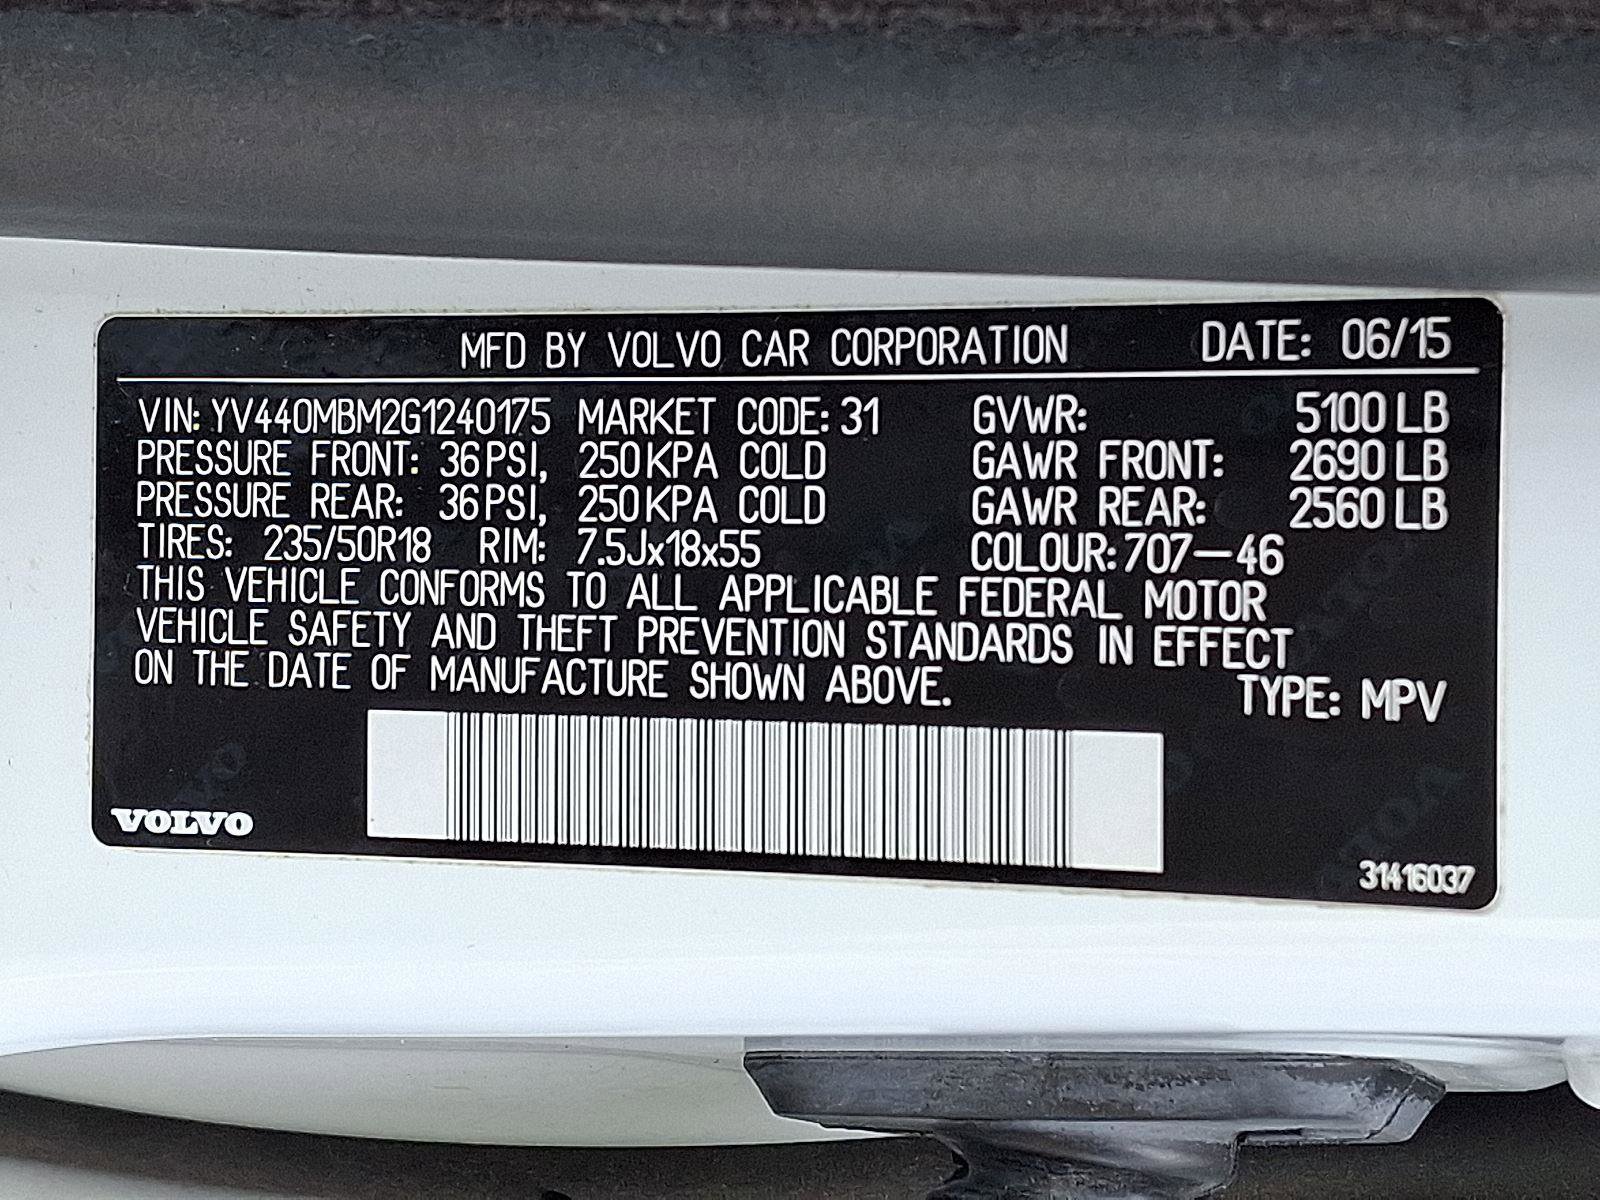 MFD BY VOLVO CAR CORPORATION DATE: 06/15
VIN: YV440MBM2G1240175 MARKET CODE: 31 GVWR: 5100 LB
PRESSURE FRONT: 36 PSI, 250 KPA COLD GAWR FRONT: 2690 LB
PRESSURE REAR: 36 PSI, 250 KPA COLD GAWR REAR: 2560 LB
TIRES: 235/50R18 RIM: 7.5Jx18x55 COLOUR: 707-46
THIS VEHICLE CONFORMS TO ALL APPLICABLE FEDERAL MOTOR
VEHICLE SAFETY AND THEFT PREVENTION STANDARDS IN EFFECT
ON THE DATE OF MANUFACTURE SHOWN ABOVE. TYPE: MPV
VOLVO
31416037